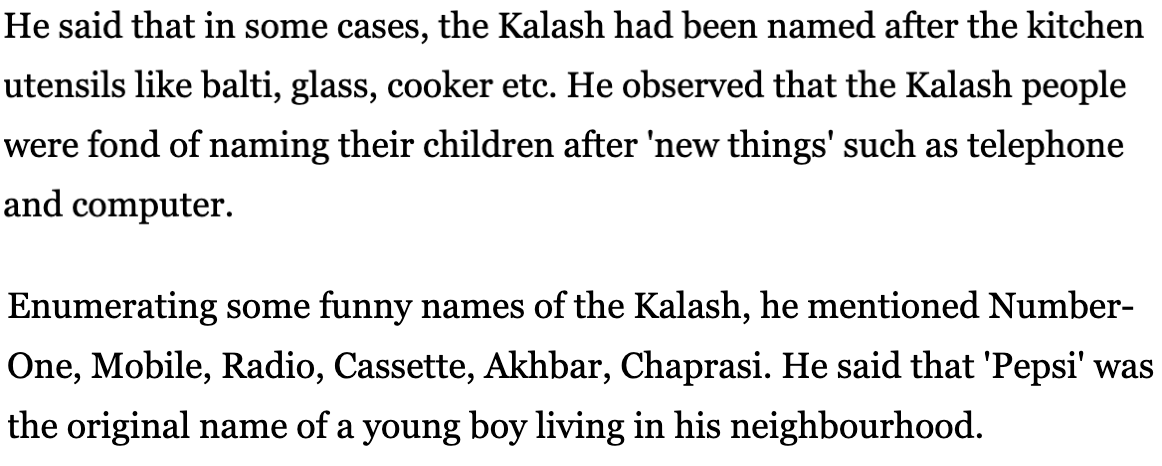 He said that in some cases, the Kalash had been named after the kitchen
utensils like balti, glass, cooker etc. He observed that the Kalash people
were fond of naming their children after 'new things' such as telephone
and computer.
Enumerating some funny names of the Kalash, he mentioned Number-
One, Mobile, Radio, Cassette, Akhbar, Chaprasi. He said that 'Pepsi' was
the original name of a young boy living in his neighbourhood.